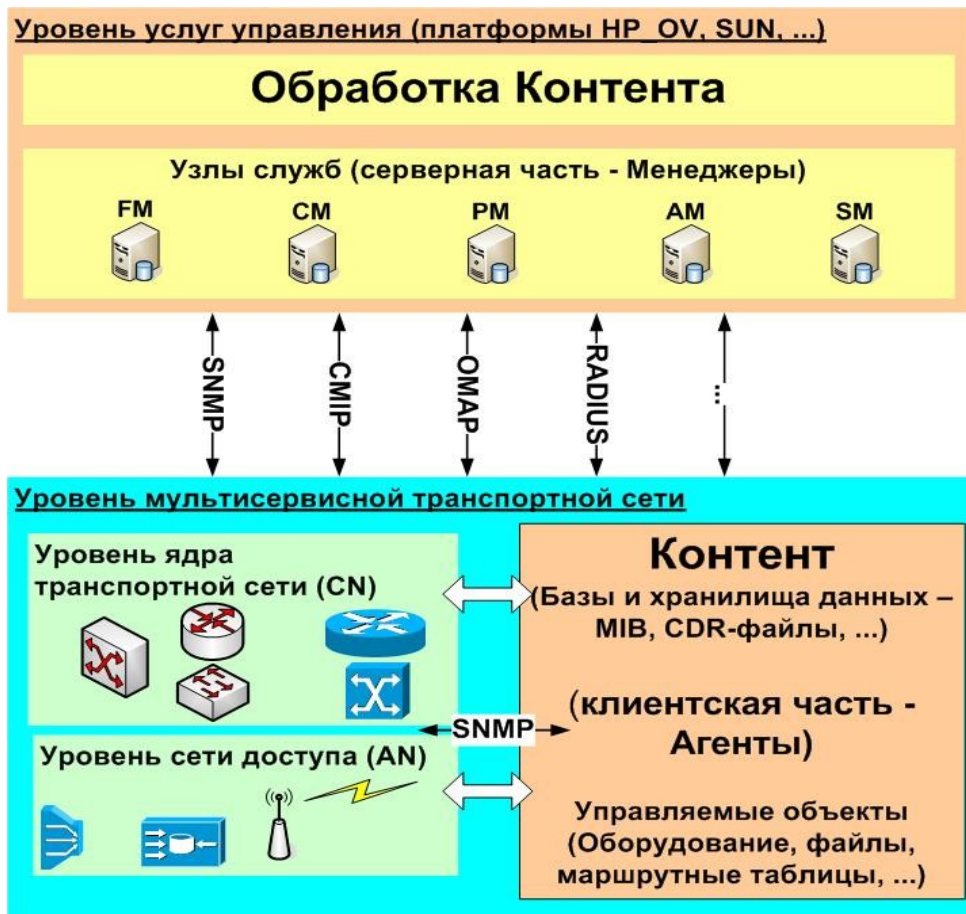 Уровень услуг управления (платформы HP_OV, SUN, ...)
Обработка Контента
Узлы служб (серверная часть - Менеджеры)
FM
CM
PM
AM
SM
SNMP
CMIP
OMAP
RADIUS
...
Уровень мультисервисной транспортной сети
Уровень ядра
транспортной сети (CN)
Контент
(Базы и хранилища данных –
MIB, CDR-файлы, ...)
(клиентская часть -
Агенты)
SNMP
Уровень сети доступа (AN)
Управляемые объекты
(Оборудование, файлы,
маршрутные таблицы, ...)